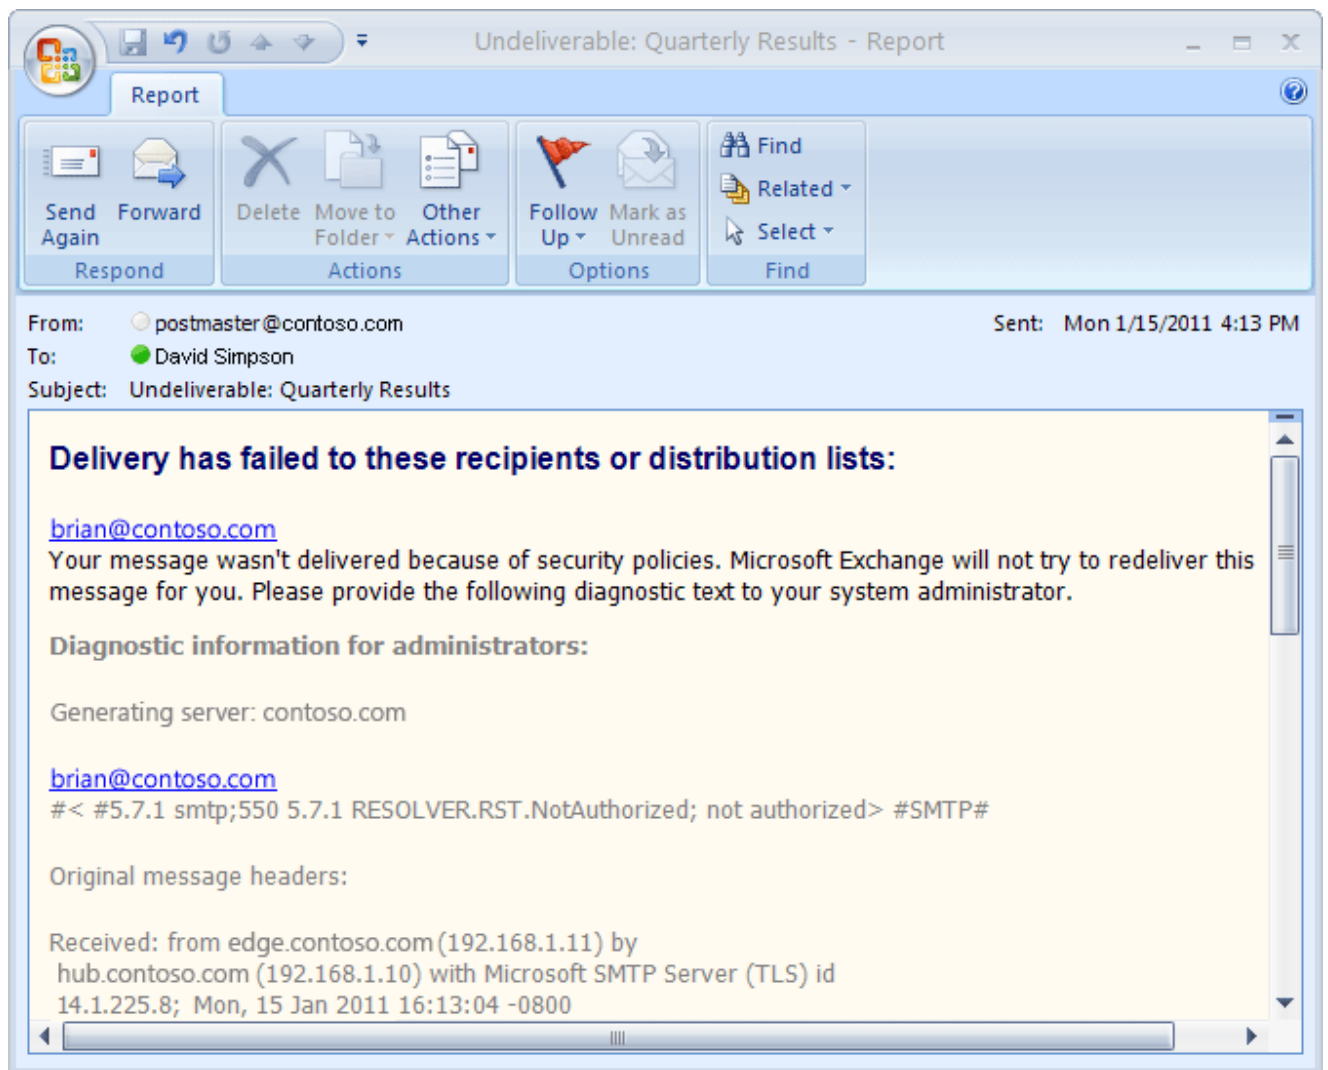 Undeliverable: Quarterly Results - Report
Report
Send Again
Forward
Delete
Move to Folder
Other Actions
Follow Up
Mark as Unread
Find
Related
Select
Respond
Actions
Options
Find
From: postmaster@contoso.com
Sent: Mon 1/15/2011 4:13 PM
To: David Simpson
Subject: Undeliverable: Quarterly Results
Delivery has failed to these recipients or distribution lists:
brian@contoso.com
Your message wasn't delivered because of security policies. Microsoft Exchange will not try to redeliver this
message for you. Please provide the following diagnostic text to your system administrator.
Diagnostic information for administrators:
Generating server: contoso.com
brian@contoso.com
#< #5.7.1 smtp;550 5.7.1 RESOLVER.RST.NotAuthorized; not authorized> #SMTP#
Original message headers:
Received: from edge.contoso.com (192.168.1.11) by
hub.contoso.com (192.168.1.10) with Microsoft SMTP Server (TLS) id
14.1.225.8; Mon, 15 Jan 2011 16:13:04 -0800